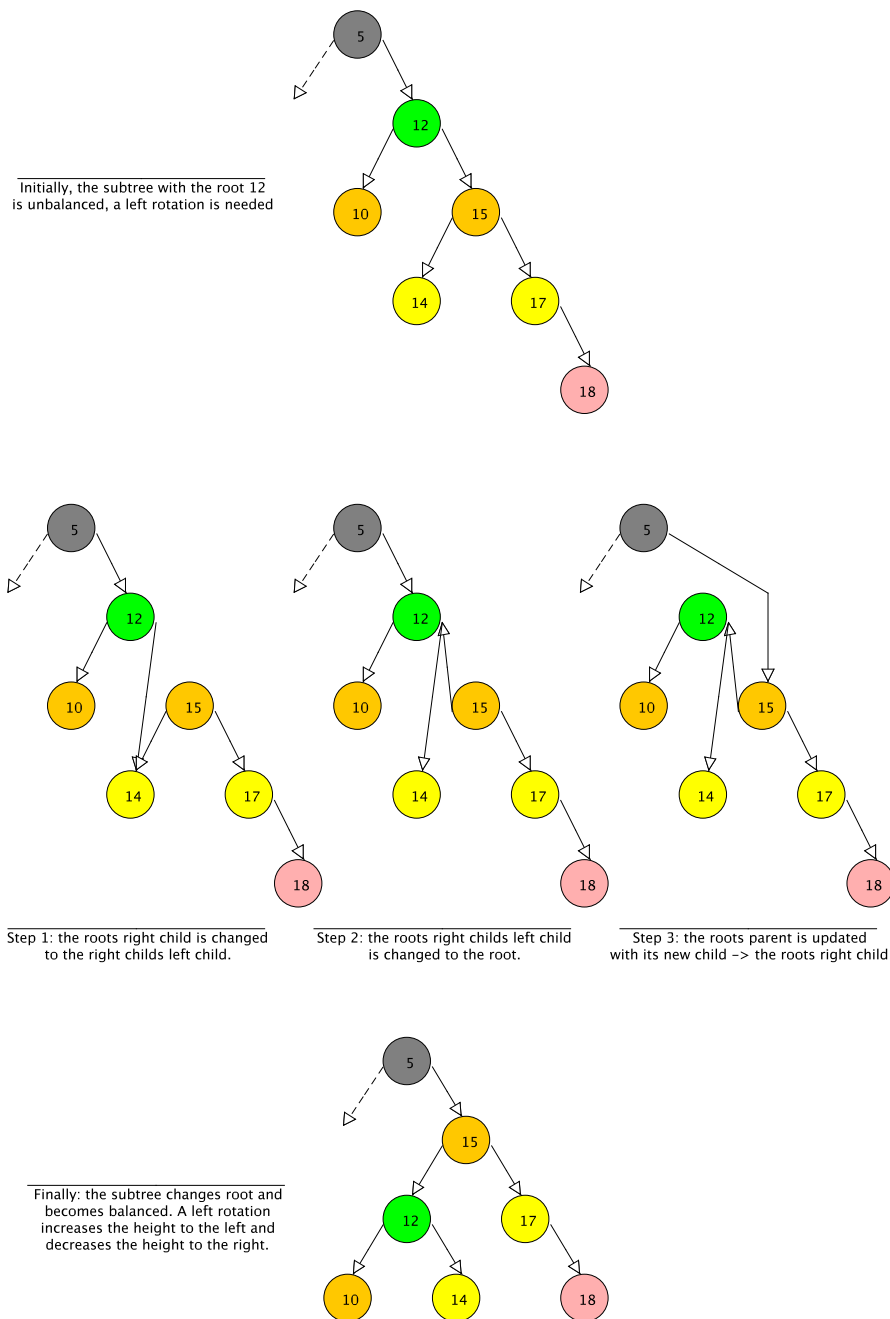 5
12
Initially, the subtree with the root 12
is unbalanced, a left rotation is needed
10
15
14
17
18
5
12
10
15
14
17
18
Step 1: the roots right child is changed
to the right childs left child.
5
12
10
15
14
17
18
Step 2: the roots right childs left child
is changed to the root.
5
12
10
15
14
17
18
Step 3: the roots parent is updated
with its new child -> the roots right child
5
15
Finally: the subtree changes root and
becomes balanced. A left rotation
increases the height to the left and
decreases the height to the right.
12
17
10
14
18